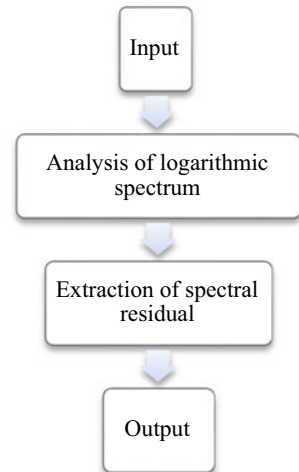 Input
Analysis of logarithmic
spectrum
Extraction of spectral
residual
Output